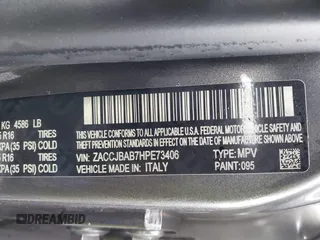 KG 4586 LB
R16 TIRES
PA (35 PSI) COLD
R16 TIRES
PA (35 PSI) COLD
THIS VEHICLE CONFORMS TO ALL APPLICABLE U.S.A. FEDERAL
MOTOR VEHICLE SAFETY, BUMPER, AND THEFT PREVENTION
STANDARDS IN EFFECT ON THE DATE OF MANUFACTURE SHOWN ABOVE.
VIN: ZACCJBAB7HPE73406 TYPE: MPV
MADE IN ITALY PAINT: 095
DREAMBID